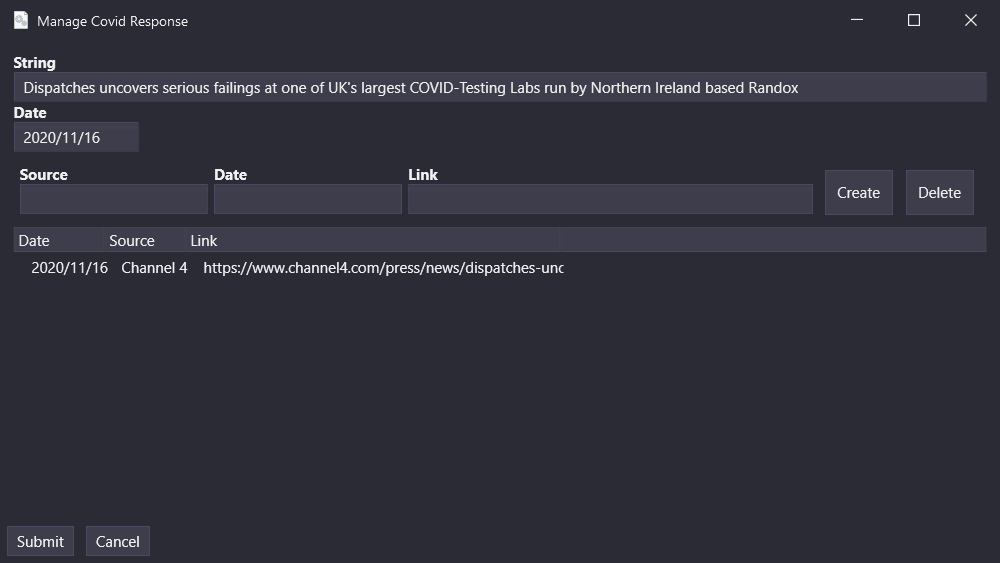 Manage Covid Response
String
Dispatches uncovers serious failings at one of UK's largest COVID-Testing Labs run by Northern Ireland based Randox
Date
2020/11/16
Source Date Link
Create Delete
Date Source Link
2020/11/16 Channel 4 https://www.channel4.com/press/news/dispatches-unc
Submit Cancel